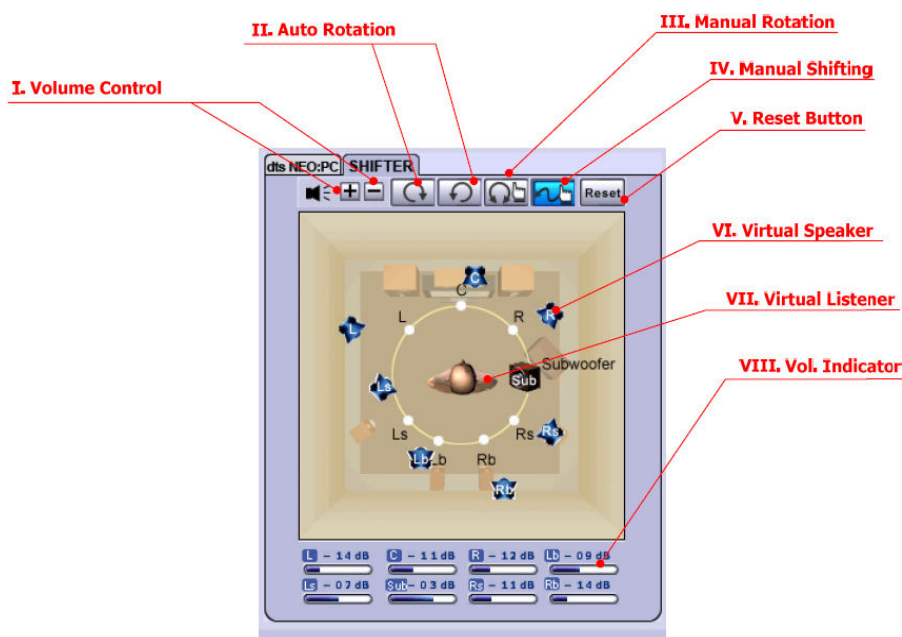 III. Manual Rotation
II. Auto Rotation
IV. Manual Shifting
I. Volume Control
V. Reset Button
dts NEO:PC SHIFTER
Reset
VI. Virtual Speaker
C
C
L
R
R
L
VII. Virtual Listener
Subwoofer
VIII. Vol. Indicator
Sub
Ls
Ls
Rs
Rs
Lb
Lb
Rb
Rb
L - 14 dB C - 11 dB R - 12 dB Lb - 09 dB
Ls - 07 dB Sub - 03 dB Rs - 11 dB Rb - 14 dB